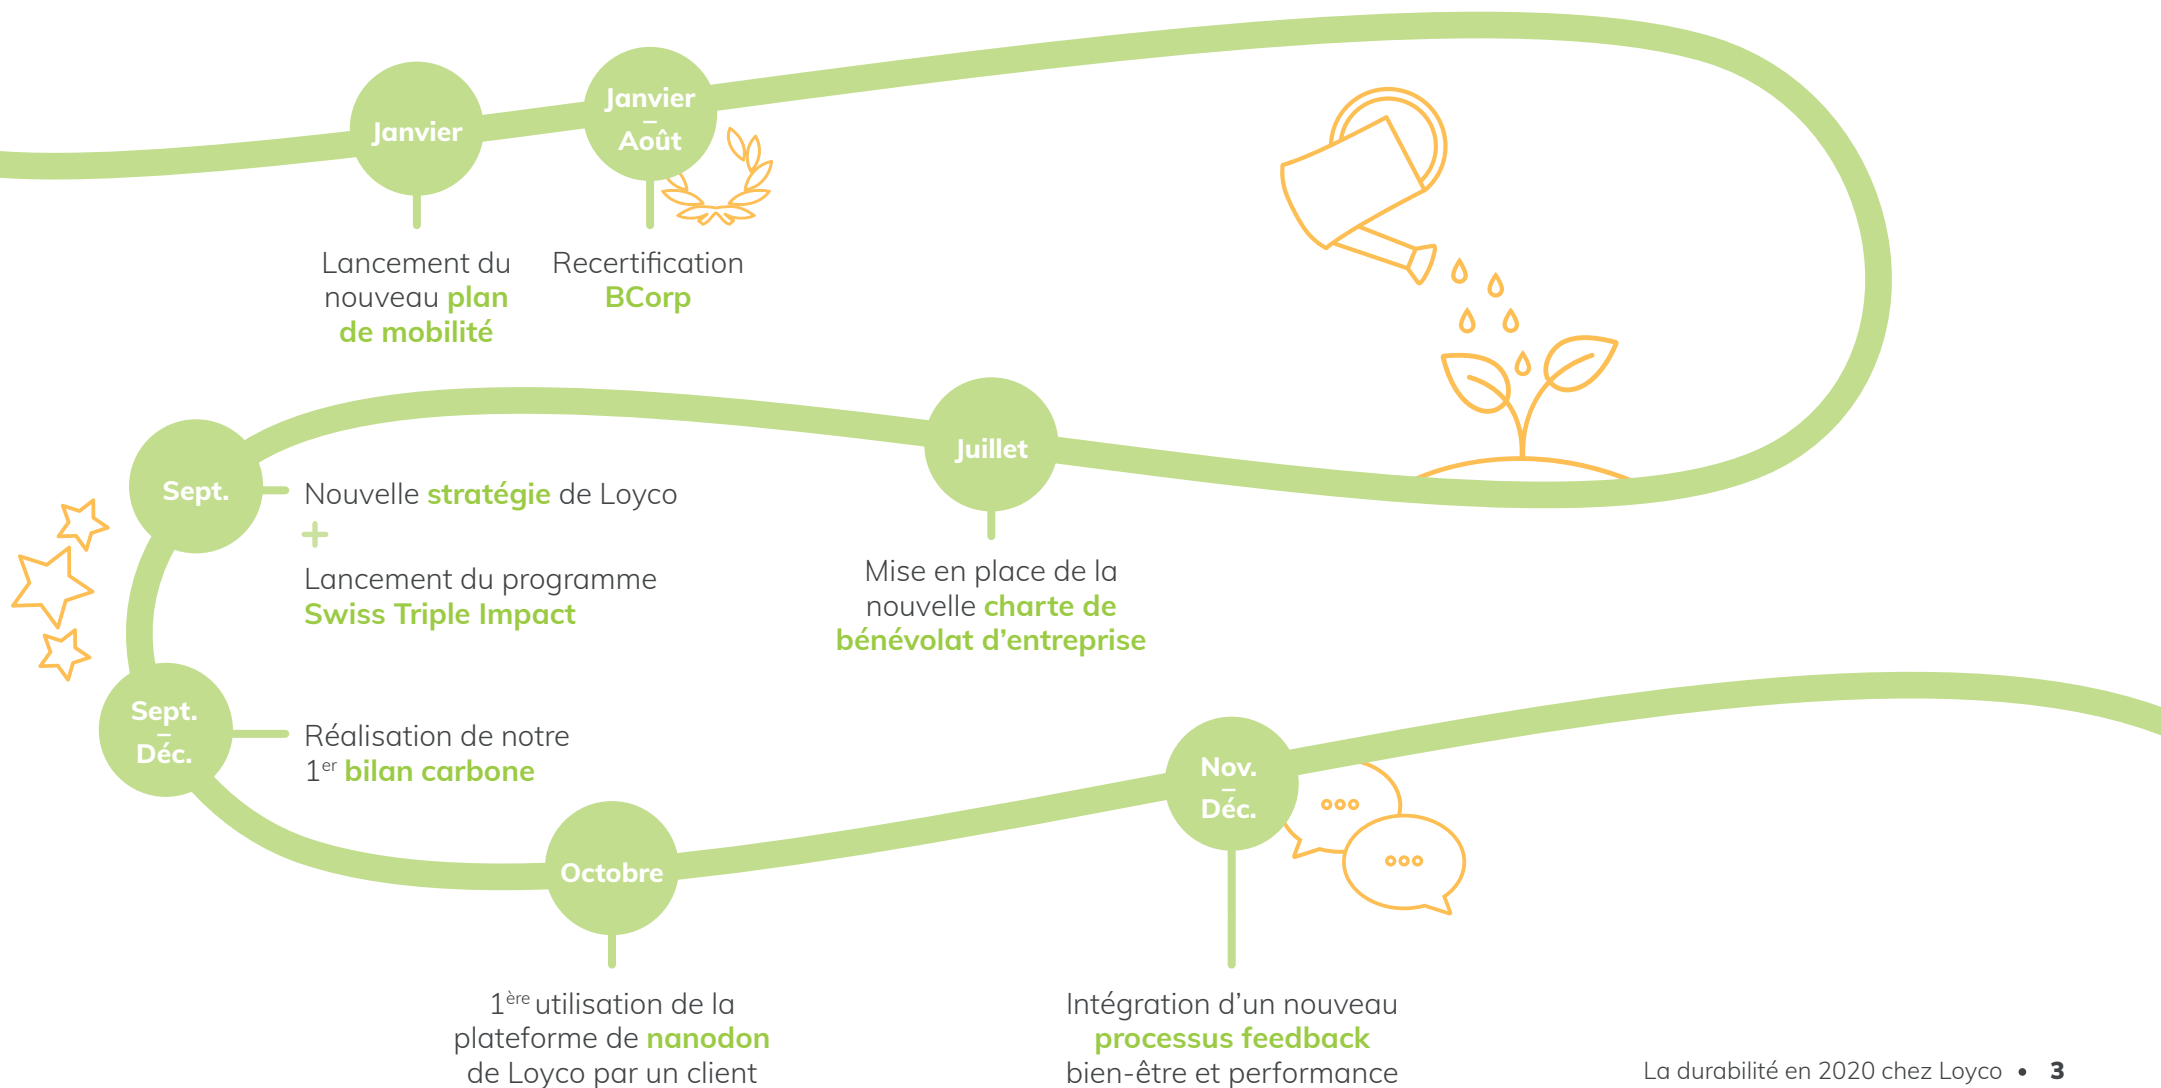 Janvier
Lancement du
nouveau plan
de mobilité
Janvier
–
Août
Recertification
BCorp
Juillet
Mise en place de la
nouvelle charte de
bénévolat d’entreprise
Sept.
Nouvelle stratégie de Loyco
+
Lancement du programme
Swiss Triple Impact
Sept.
–
Déc.
Réalisation de notre
1er bilan carbone
Octobre
1ère utilisation de la
plateforme de nanodon
de Loyco par un client
Nov.
–
Déc.
Intégration d’un nouveau
processus feedback
bien-être et performance
La durabilité en 2020 chez Loyco • 3